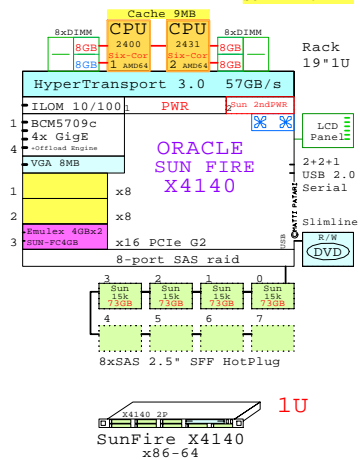 Cache 9MB
8xDIMM
CPU
CPU
8xDIMM
8GB
2400
2431
8GB
Six-Cor
Six-Cor
8GB
1 AMD64
2 AMD64
8GB
Rack
19"1U
HyperTransport 3.0 57GB/s
ILOM 10/100
1
PWR
2
Sun 2ndPWR
1
BCM5709c
4x GigE
4
+Offload Engine
VGA 8MB
LCD
Panel
ORACLE
SUN FIRE
X4140
2+2+1
USB 2.0
Serial
1
x8
2
x8
Emulex 4GBx2
3
SUN-FC4GB
x16 PCIe G2
USB
©MATTI PATARI
Slimline
R/W
DVD
8-port SAS raid
3
2
1
0
Sun
15k
73GB
Sun
15k
73GB
Sun
15k
73GB
Sun
15k
73GB
4
5
6
7
8xSAS 2.5" SFF HotPlug
X4140 2P
1U
SunFire X4140
x86-64